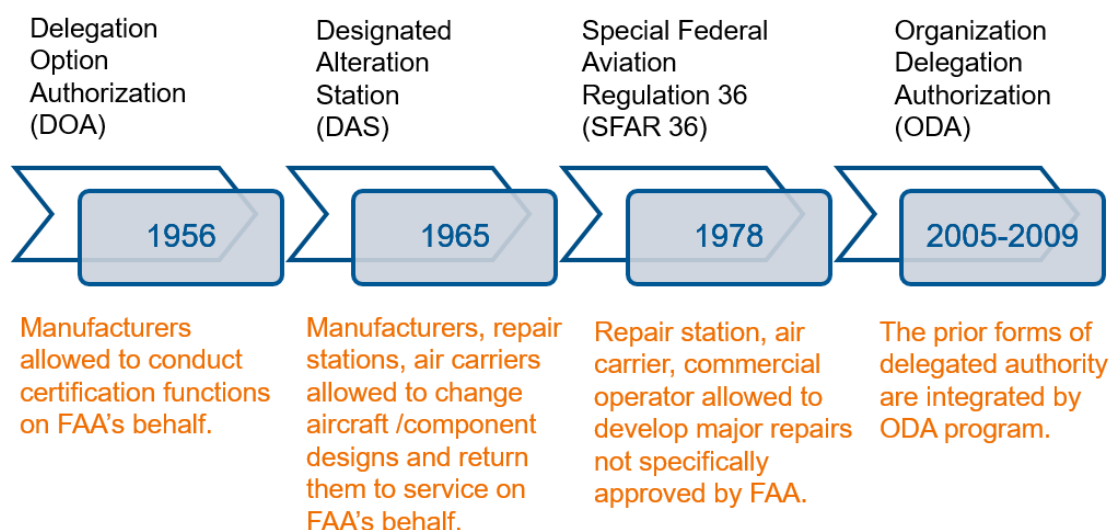 Delegation
Option
Authorization
(DOA)
Designated
Alteration
Station
(DAS)
Special Federal
Aviation
Regulation 36
(SFAR 36)
Organization
Delegation
Authorization
(ODA)
1956
1965
1978
2005-2009
Manufacturers
allowed to conduct
certification functions
on FAA's behalf.
Manufacturers, repair
stations, air carriers
allowed to change
aircraft /component
designs and return
them to service on
FAA's behalf.
Repair station, air
carrier, commercial
operator allowed to
develop major repairs
not specifically
approved by FAA.
The prior forms of
delegated authority
are integrated by
ODA program.